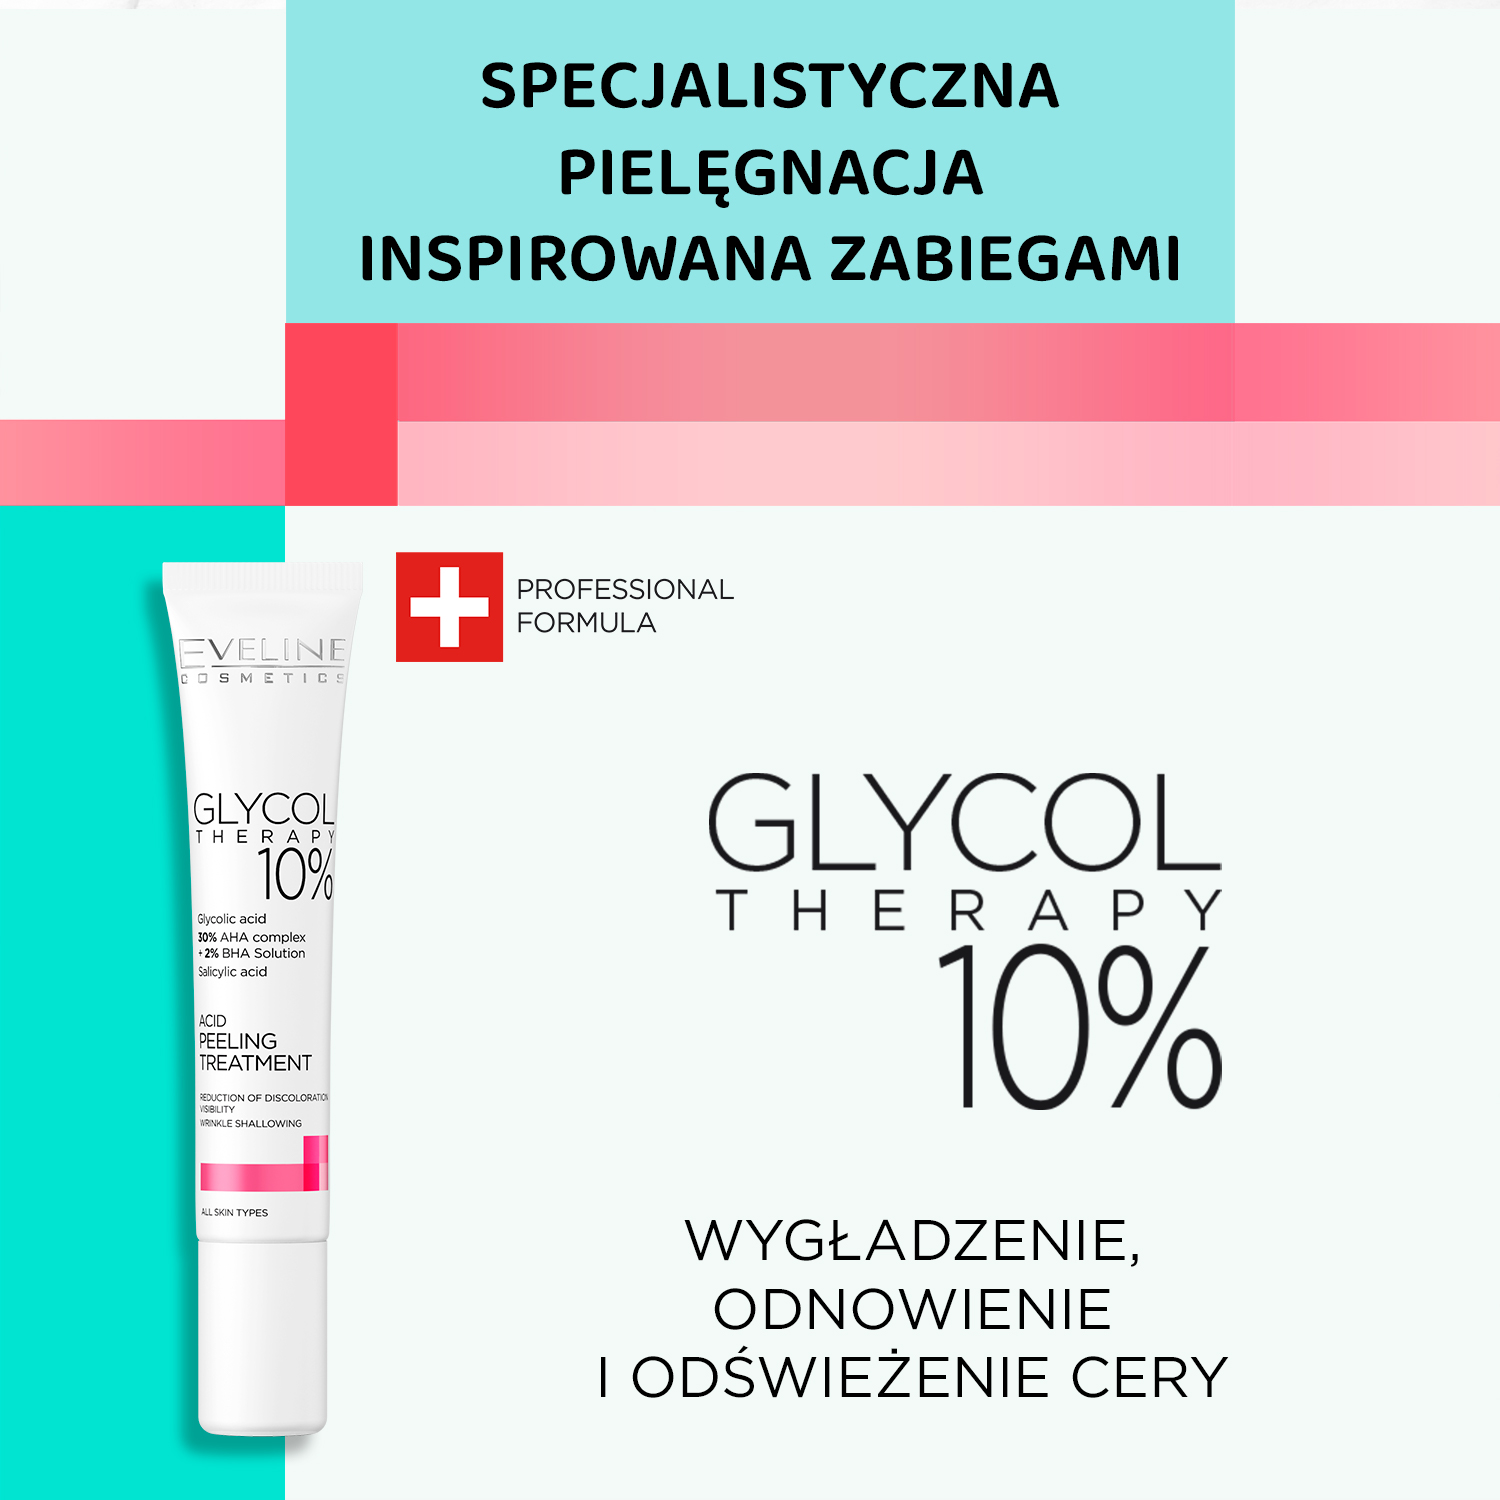 SPECJALISTYCZNA
PIELĘGNACJA
INSPIROWANA ZABIEGAMI
PROFESSIONAL
FORMULA
EVELINE
COSMETICS
GLYCOL
THERAPY
10%
Glycolic acid
30% AHA complex
+ 2% BHA Solution
Salicylic acid
ACID
PEELING
TREATMENT
REDUCTION OF DISCOLORATION
VISIBILITY
WRINKLE SHALLOWING
ALL SKIN TYPES
GLYCOL
THERAPY
10%
WYGŁADZENIE,
ODNOWIENIE
I ODŚWIEŻENIE CERY